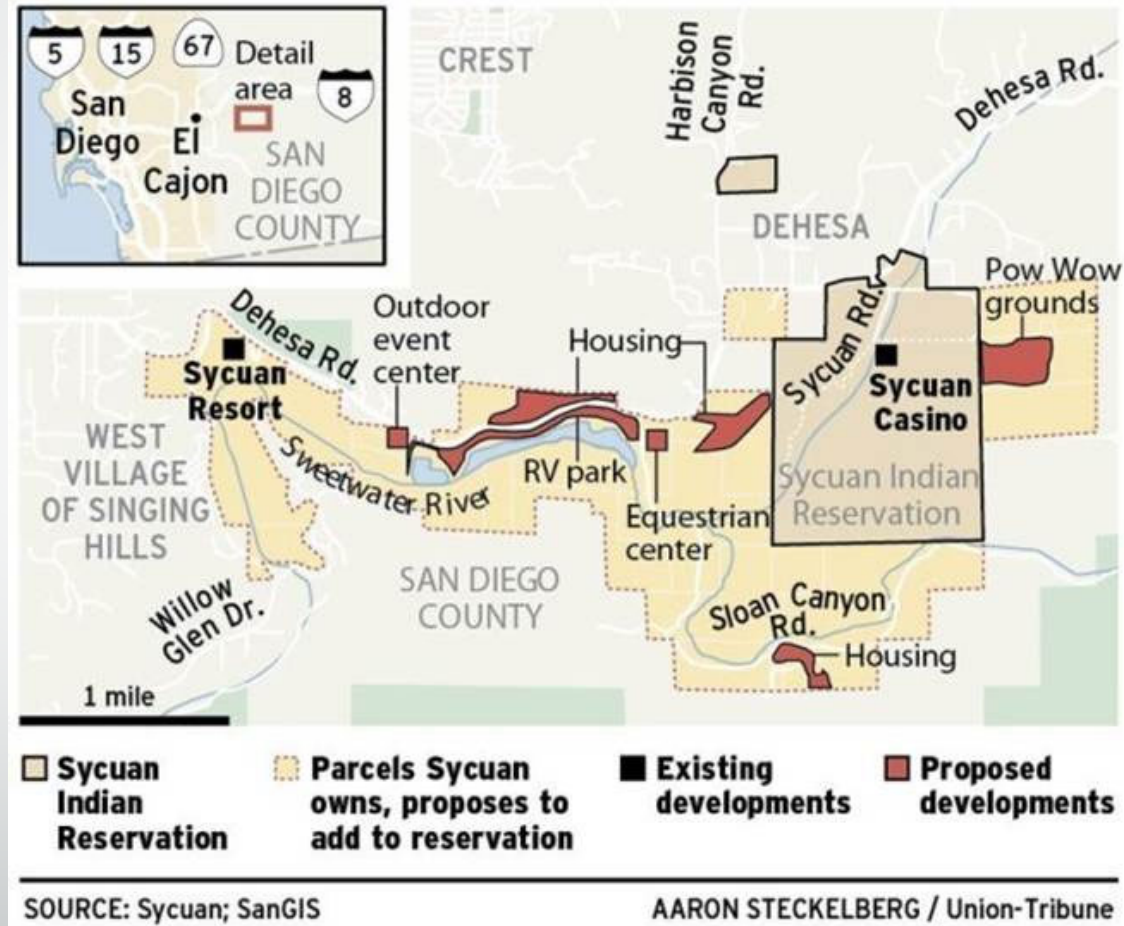 5
15
67
Detail
area
8
San
Diego
El
Cajon
SAN
DIEGO
COUNTY
CREST
Harbison
Canyon
Rd.
Dehesa Rd.
DEHESA
Pow Wow
grounds
Dehesa Rd.
Outdoor
event
center
Housing
Sycuan Rd.
Sycuan
Resort
Sycuan
Casino
WEST
VILLAGE
OF SINGING
HILLS
Sweetwater River
RV park
Sycuan Indian
Reservation
Equestrian
center
SAN DIEGO
COUNTY
Willow
Glen Dr.
Sloan Canyon
Rd.
Housing
1 mile
Sycuan
Indian
Reservation
Parcels Sycuan
owns, proposes to
add to reservation
Existing
developments
Proposed
developments
SOURCE: Sycuan; SanGIS
AARON STECKELBERG / Union-Tribune